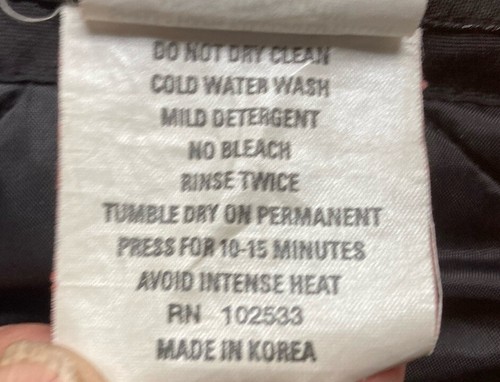 DO NOT DRY CLEAN
COLD WATER WASH
MILD DETERGENT
NO BLEACH
RINSE TWICE
TUMBLE DRY ON PERMANENT
PRESS FOR 10-15 MINUTES
AVOID INTENSE HEAT
RN 102533
MADE IN KOREA